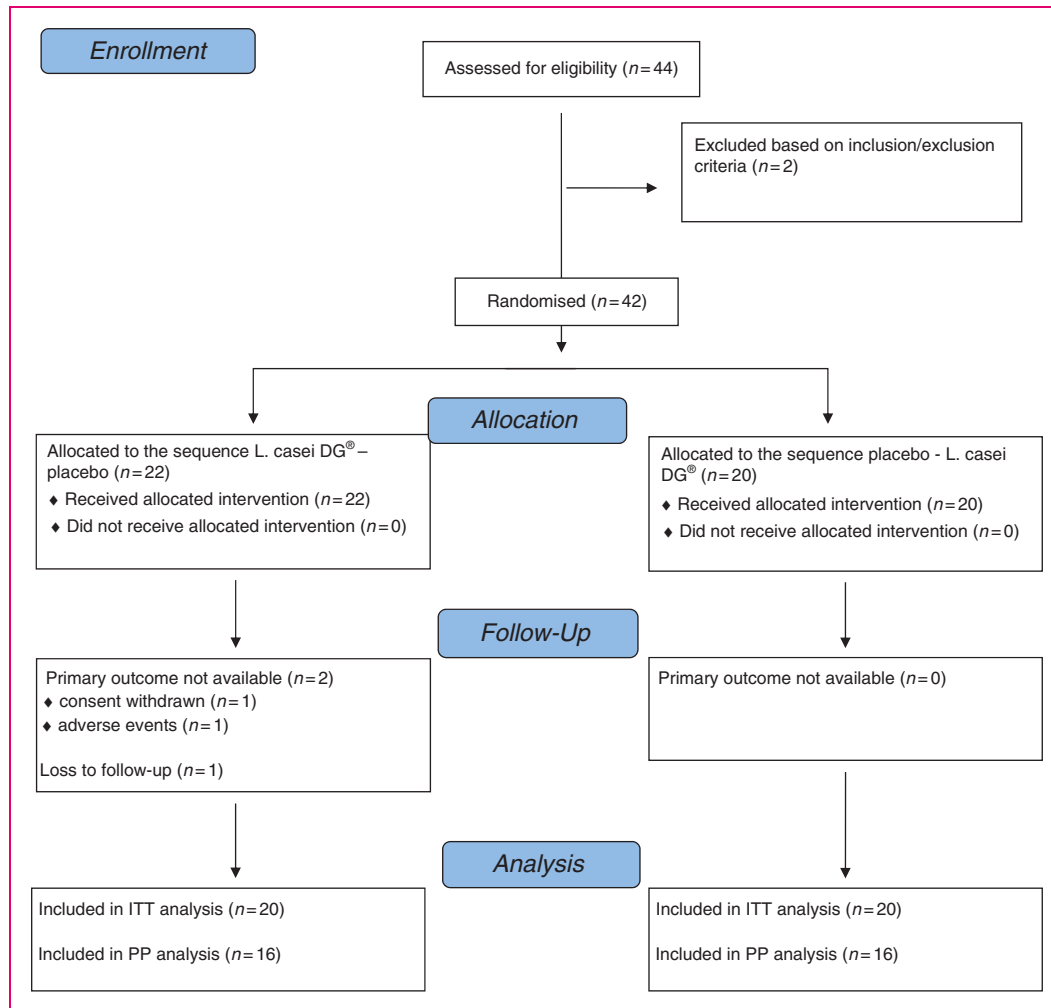 Enrollment
Assessed for eligibility (n=44)
Excluded based on inclusion/exclusion
criteria (n=2)
Randomised (n=42)
Allocation
Allocated to the sequence L. casei DG® –
placebo (n=22)
♦ Received allocated intervention (n=22)
♦ Did not receive allocated intervention (n=0)
Allocated to the sequence placebo - L. casei
DG® (n=20)
♦ Received allocated intervention (n=20)
♦ Did not receive allocated intervention (n=0)
Follow-Up
Primary outcome not available (n=2)
♦ consent withdrawn (n=1)
♦ adverse events (n=1)
Loss to follow-up (n=1)
Primary outcome not available (n=0)
Analysis
Included in ITT analysis (n=20)
Included in PP analysis (n=16)
Included in ITT analysis (n=20)
Included in PP analysis (n=16)